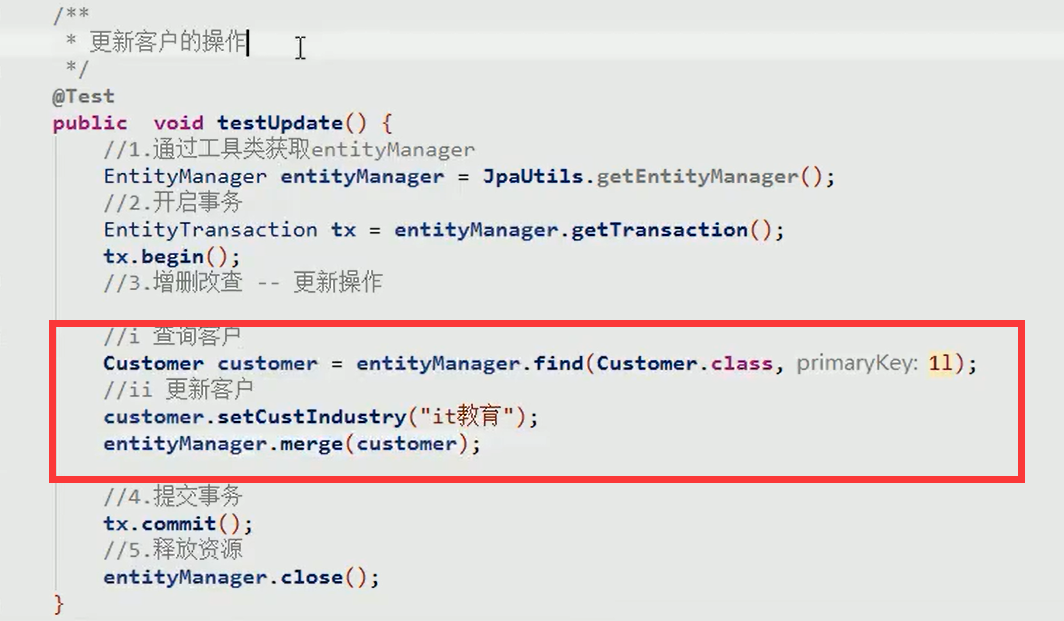 /**
* 更新客户的操作
*/
@Test
public void testUpdate() {
//1.通过工具类获取entityManager
EntityManager entityManager = JpaUtils.getEntityManager();
//2.开启事务
EntityTransaction tx = entityManager.getTransaction();
tx.begin();
//3.增删改查 -- 更新操作
//i 查询客户
Customer customer = entityManager.find(Customer.class, primaryKey: 1l);
//ii 更新客户
customer.setCustIndustry("it教育");
entityManager.merge(customer);
//4.提交事务
tx.commit();
//5.释放资源
entityManager.close();
}